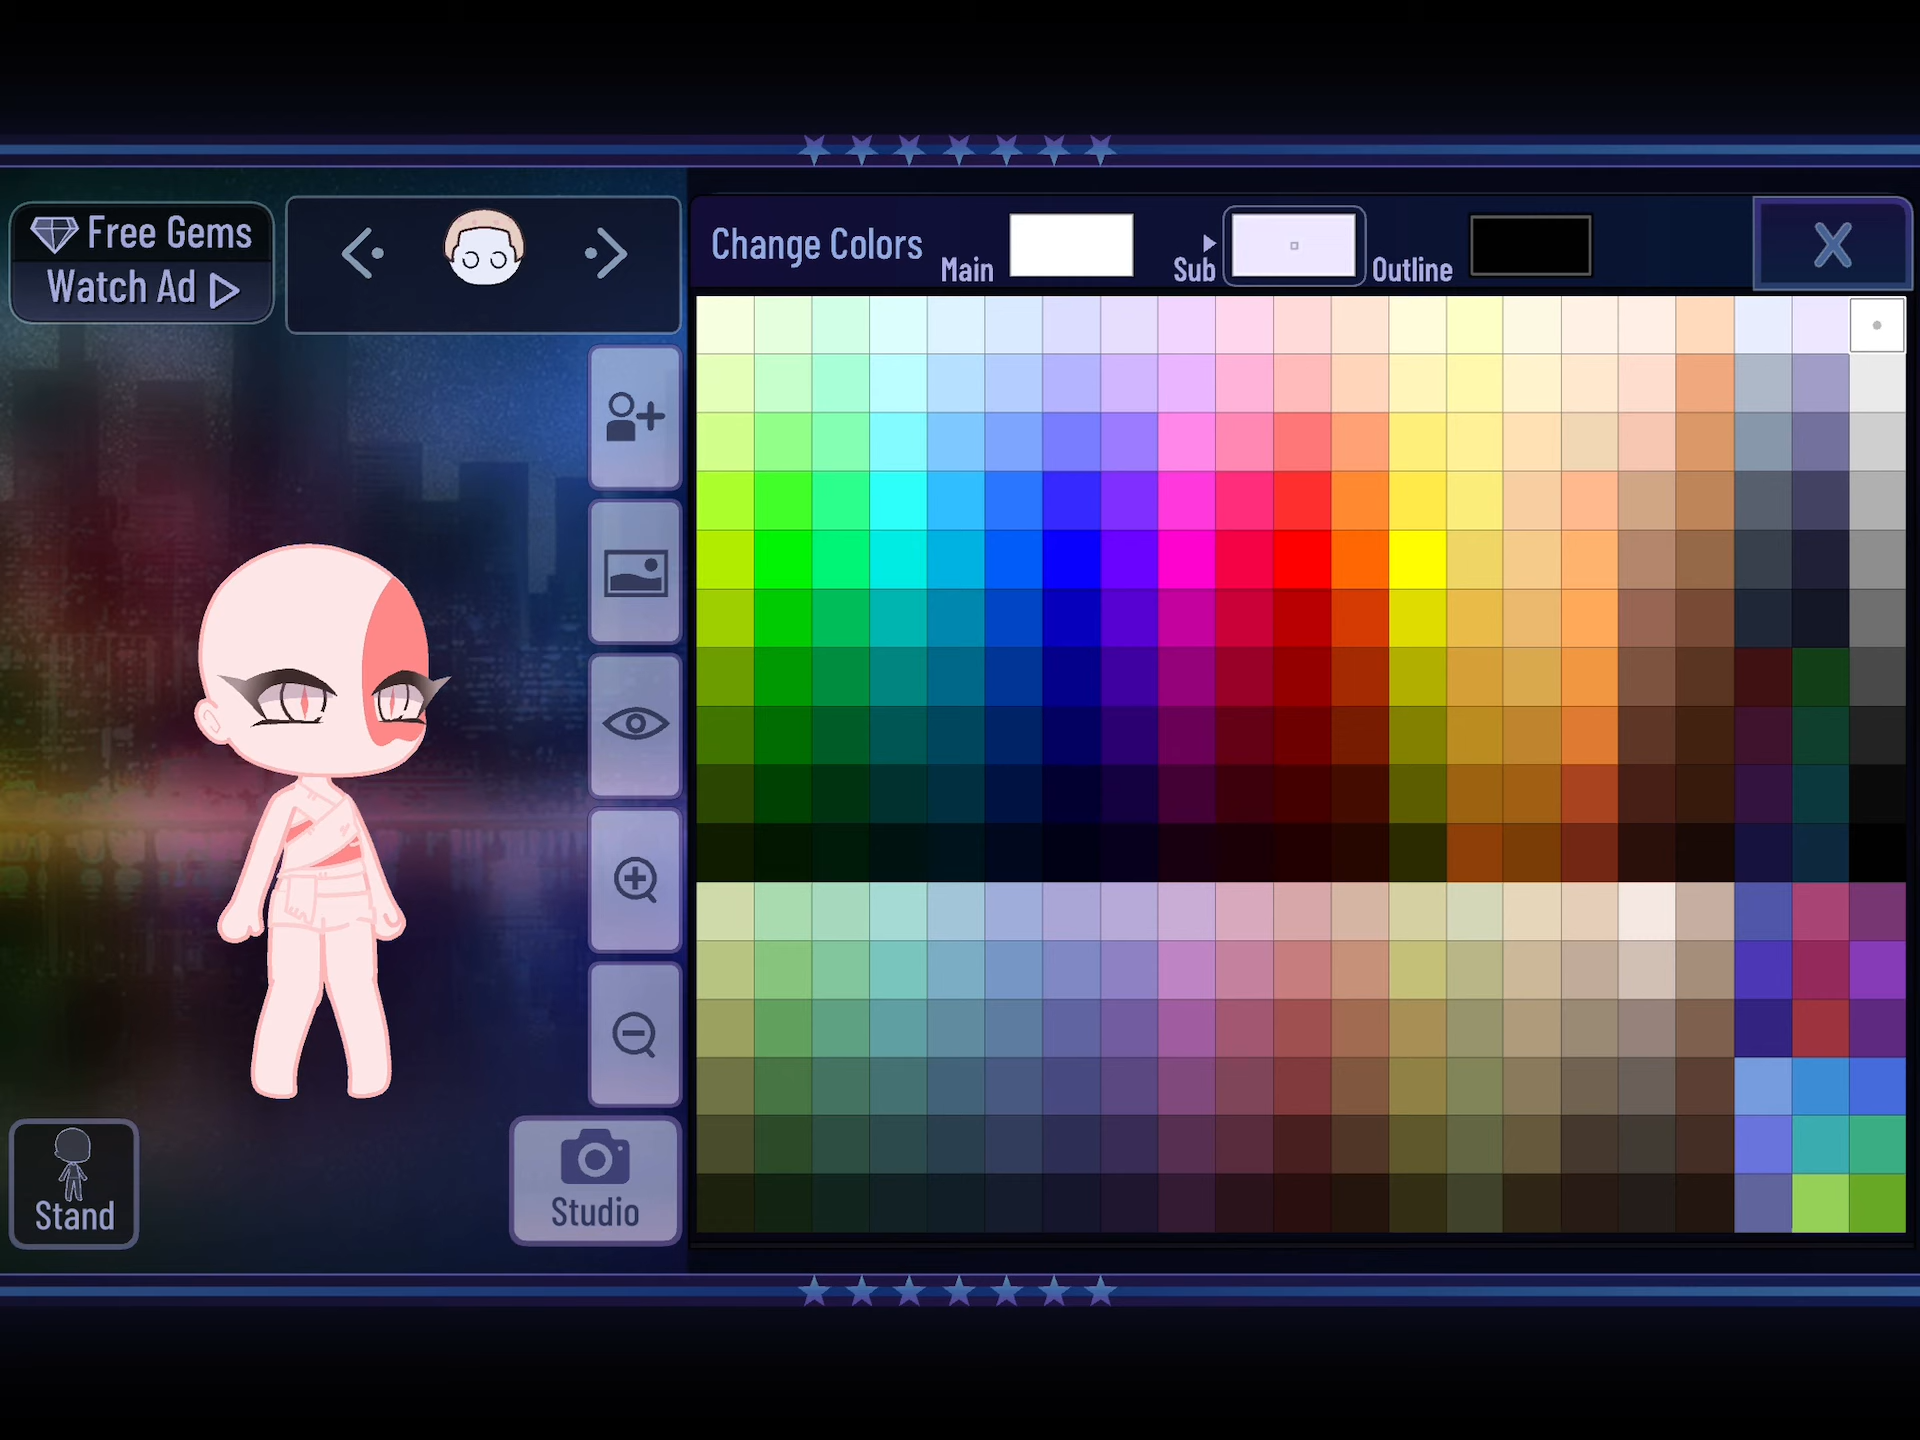 Free Gems
Watch Ad
Change Colors
Main
Sub
Outline
X
Stand
Studio